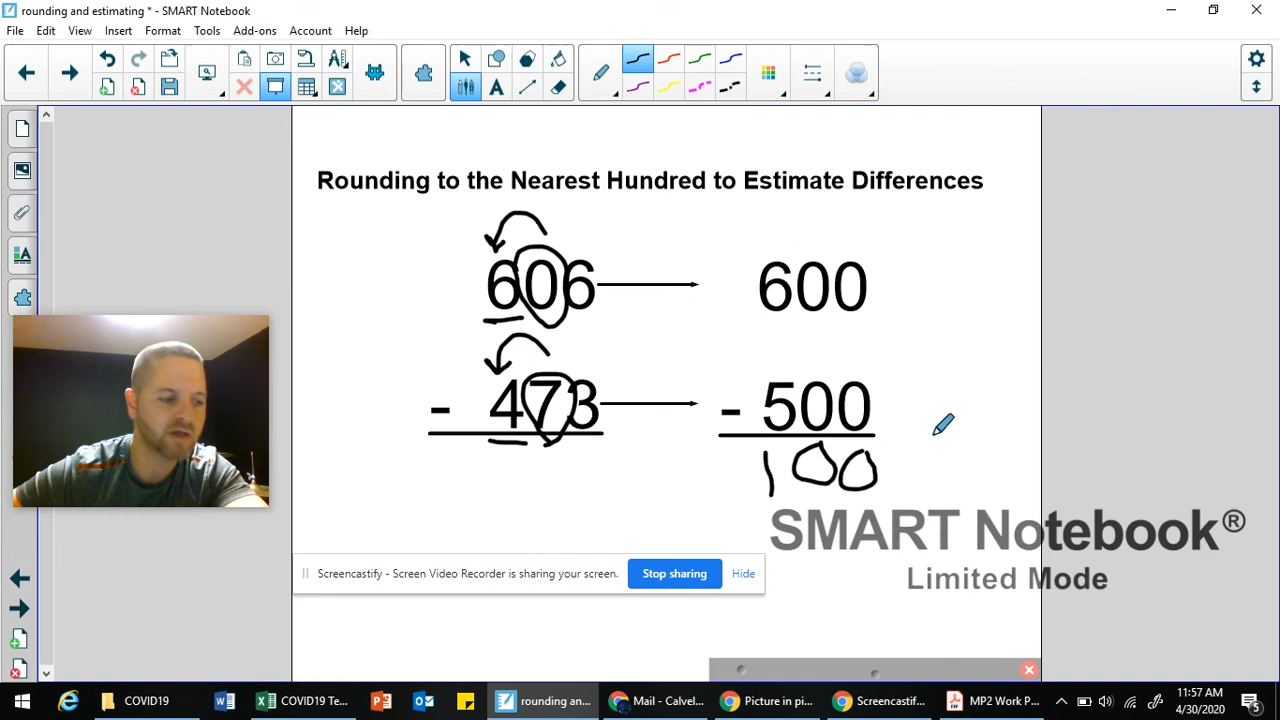 rounding and estimating * - SMART Notebook
File Edit View Insert Format Tools Add-ons Account Help
Rounding to the Nearest Hundred to Estimate Differences
606 600
- 473 - 500
100
SMART Notebook®
Limited Mode
Screencastify - Screen Video Recorder is sharing your screen. Stop sharing Hide
COVID19 COVID19 Te... rounding an... Mail - Calvel... Picture in pi... Screencastif... MP2 Work P...
11:57 AM
4/30/2020
5